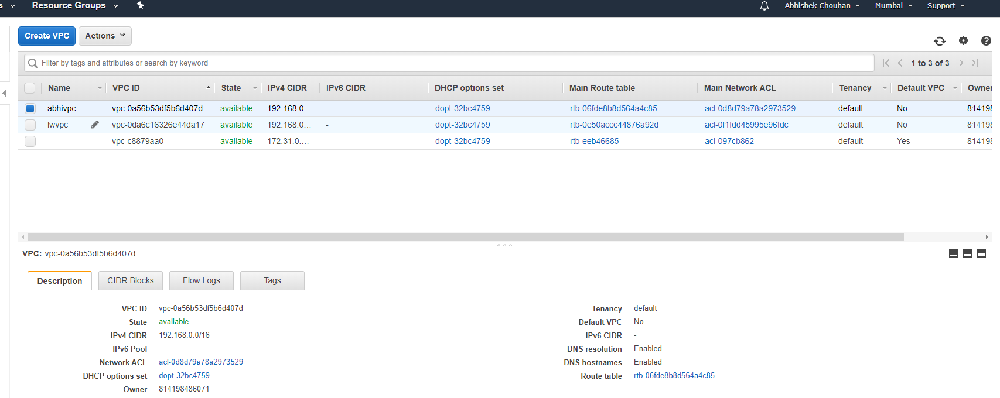 s Resource Groups Abhishek Chouhan Mumbai Support
Create VPC Actions
Filter by tags and attributes or search by keyword 1 to 3 of 3
Name VPC ID State IPv4 CIDR IPv6 CIDR DHCP options set Main Route table Main Network ACL Tenancy Default VPC Owner
abhivpc vpc-0a56b53df5b6d407d available 192.168.0... - dopt-32bc4759 rtb-06fde8b8d564a4c85 acl-0d8d79a78a2973529 default No 81419
lwvpc vpc-0da6c16326e44da17 available 192.168.0... - dopt-32bc4759 rtb-0e50accc44876a92d acl-0f1fdd45995e96fdc default No 81419
vpc-c8879aa0 available 172.31.0.... - dopt-32bc4759 rtb-eeb46685 acl-097cb862 default Yes 81419
VPC: vpc-0a56b53df5b6d407d
Description CIDR Blocks Flow Logs Tags
VPC ID vpc-0a56b53df5b6d407d Tenancy default
State available Default VPC No
IPv4 CIDR 192.168.0.0/16 IPv6 CIDR -
IPv6 Pool - DNS resolution Enabled
Network ACL acl-0d8d79a78a2973529 DNS hostnames Enabled
DHCP options set dopt-32bc4759 Route table rtb-06fde8b8d564a4c85
Owner 814198486071